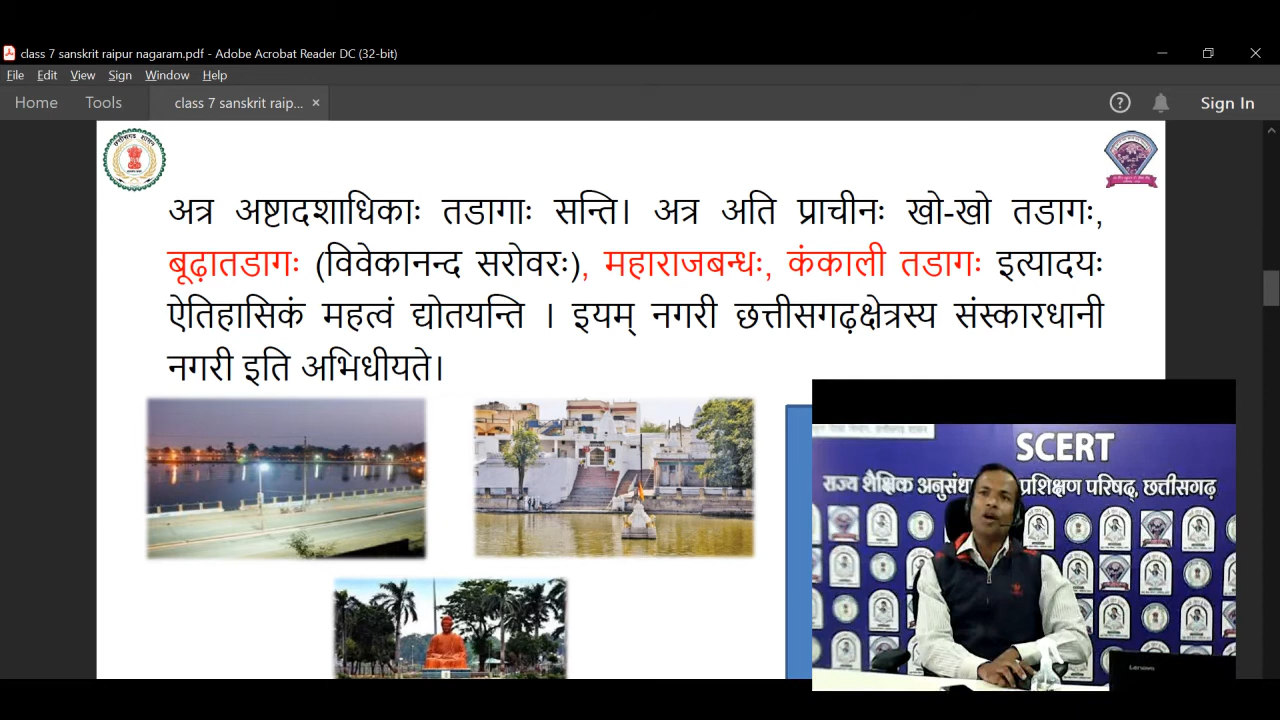 class 7 sanskrit raipur nagaram.pdf - Adobe Acrobat Reader DC (32-bit)
File Edit View Sign Window Help
Home Tools class 7 sanskrit raip... × Sign In
अत्र अष्टादशाधिकाः तडागाः सन्ति। अत्र अति प्राचीनः खो-खो तडागः,
बूढ़ातडागः (विवेकानन्द सरोवरः), महाराजबन्धः, कंकाली तडागः इत्यादयः
ऐतिहासिकं महत्वं द्योतयन्ति । इयम् नगरी छत्तीसगढ़क्षेत्रस्य संस्कारधानी
नगरी इति अभिधीयते।
SCERT
राज्य शैक्षिक अनुसंधा प्रशिक्षण परिषद्, छत्तीसगढ़
Lenovo